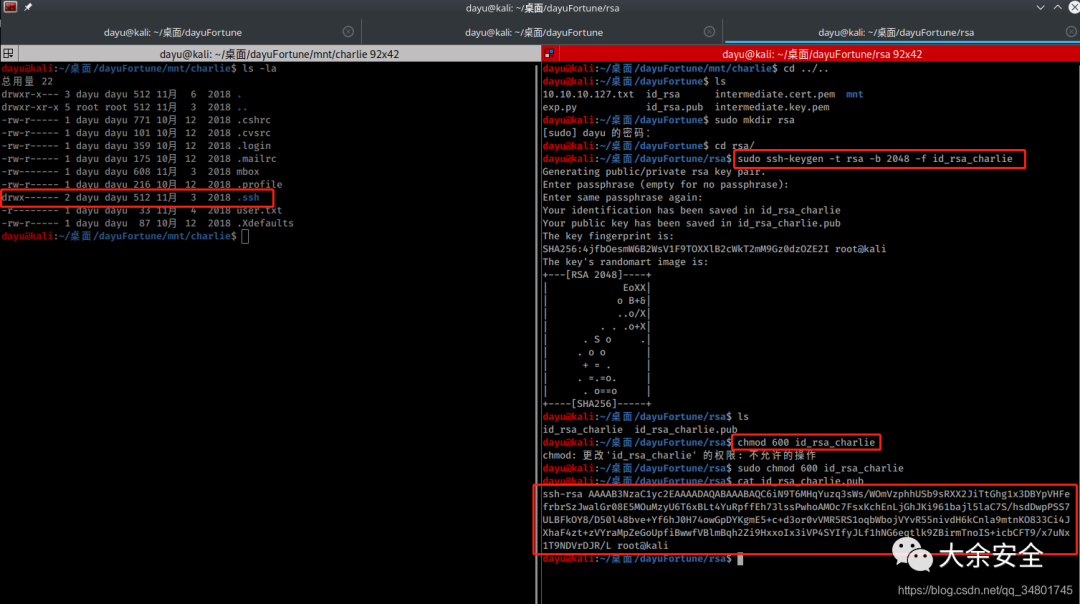 dayu@kali: ~/桌面/dayuFortune/rsa
dayu@kali: ~/桌面/dayuFortune
dayu@kali: ~/桌面/dayuFortune
dayu@kali: ~/桌面/dayuFortune/rsa
dayu@kali: ~/桌面/dayuFortune/mnt/charlie 92x42
dayu@kali:~/桌面/dayuFortune/mnt/charlie$ ls -la
总用量 22
drwxr-x--- 3 dayu dayu 512 11月  6  2018 .
drwxr-xr-x 5 root root 512 11月  3  2018 ..
-rw-r----- 1 dayu dayu 771 10月 12  2018 .cshrc
-rw-r----- 1 dayu dayu 101 10月 12  2018 .cvsrc
-rw-r----- 1 dayu dayu 359 10月 12  2018 .login
-rw-r----- 1 dayu dayu 175 10月 12  2018 .mailrc
-rw-r----- 1 dayu dayu 608 11月  3  2018 mbox
-rw-r----- 1 dayu dayu 216 10月 12  2018 .profile
drwx------ 2 dayu dayu 512 11月  3  2018 .ssh
-r-------- 1 dayu dayu  33 11月  4  2018 user.txt
-rw-r----- 1 dayu dayu  87 10月 12  2018 .Xdefaults
dayu@kali:~/桌面/dayuFortune/mnt/charlie$
dayu@kali: ~/桌面/dayuFortune/rsa 92x42
dayu@kali:~/桌面/dayuFortune/mnt/charlie$ cd ../..
dayu@kali:~/桌面/dayuFortune$ ls
10.10.10.127.txt  id_rsa      intermediate.cert.pem  mnt
exp.py            id_rsa.pub  intermediate.key.pem
dayu@kali:~/桌面/dayuFortune$ sudo mkdir rsa
[sudo] dayu 的密码：
dayu@kali:~/桌面/dayuFortune$ cd rsa/
dayu@kali:~/桌面/dayuFortune/rsa$ sudo ssh-keygen -t rsa -b 2048 -f id_rsa_charlie
Generating public/private rsa key pair.
Enter passphrase (empty for no passphrase):
Enter same passphrase again:
Your identification has been saved in id_rsa_charlie
Your public key has been saved in id_rsa_charlie.pub
The key fingerprint is:
SHA256:4jfbOesmW6B2WsV1F9TOXXlB2cWkT2mM9Gz0dzOZE2I root@kali
The key's randomart image is:
+---[RSA 2048]----+
|             EoXX|
|            o B+&|
|            ..o/X|
|         . . .o+X|
|      . S o     .|
|     . o o       |
|      + = .      |
|     . =.=o.     |
|      . o==o     |
+----[SHA256]-----+
dayu@kali:~/桌面/dayuFortune/rsa$ ls
id_rsa_charlie  id_rsa_charlie.pub
dayu@kali:~/桌面/dayuFortune/rsa$ chmod 600 id_rsa_charlie
chmod: 更改'id_rsa_charlie' 的权限: 不允许的操作
dayu@kali:~/桌面/dayuFortune/rsa$ sudo chmod 600 id_rsa_charlie
dayu@kali:~/桌面/dayuFortune/rsa$ cat id_rsa_charlie.pub
ssh-rsa AAAAB3NzaC1yc2EAAAADAQABAAABAQC6iN9T6MHqYuzq3sWs/WOmVzphhUSb9sRXX2JiTtGhg1x3DBYpVHFe
frbrSzJwalGr08E5MOuMzyU6T6xBLt4YuRpffEh73lssPwhoAMOc7FsxKchEnLjGhJKi961bajl5laC7S/hsdDwpPSS7
ULBFkOY8/D50l48bve+Yf6hJ0H74owGpDYKgmE5+c+d3or0vVMR5RS1oqbWbojVYvR55nivdH6kCnla9mtnKO833Ci4J
XhaF4zt+zVYraMpZeGoUpfiBwwfVBlmBqh2Zi9HxxoIx3iVP4SYIfyJLf1hNG6eqtlk9ZBirmTnoIS+icbCFT9/x7uNx
1T9NDVrDJR/L root@kali
dayu@kali:~/桌面/dayuFortune/rsa$
大余安全
https://blog.csdn.net/qq_34801745